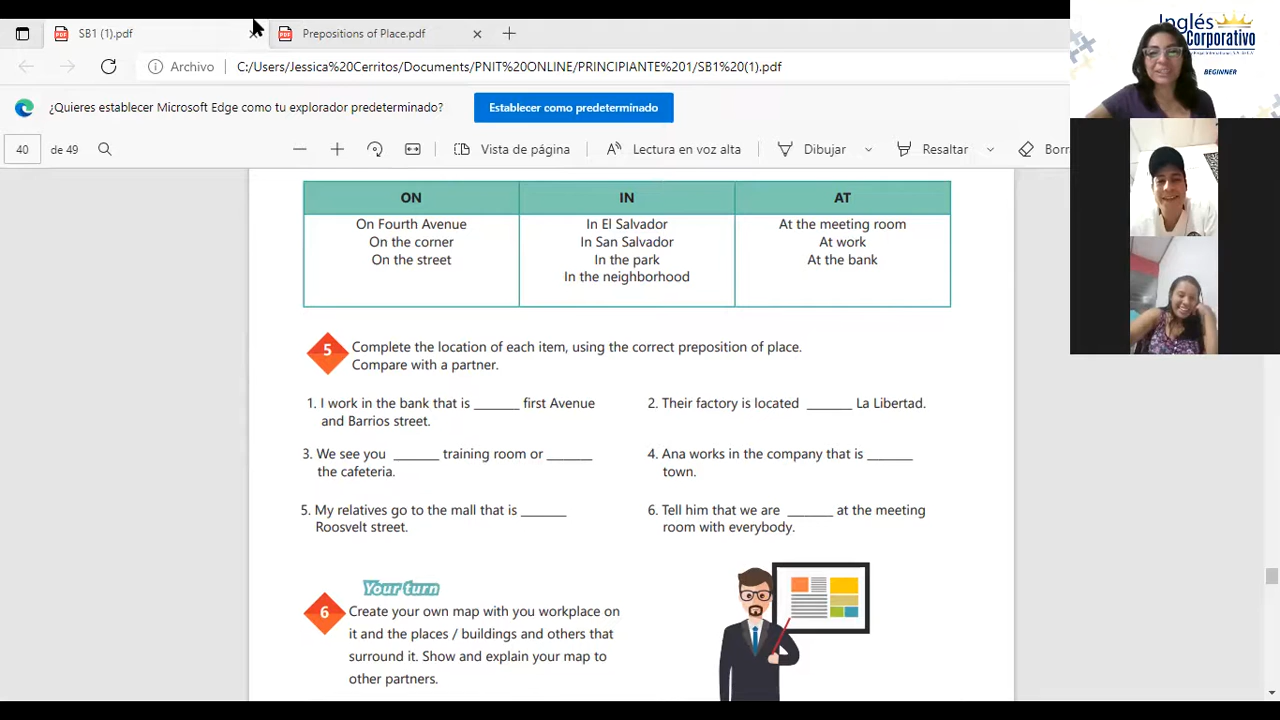 SB1 (1).pdf
Prepositions of Place.pdf
Archivo
C:/Users/Jessica%20Cerritos/Documents/PNT%20ONLINE/PRINCIPIANTE%201/SB1%20(1).pdf
¿Quieres establecer Microsoft Edge como tu explorador predeterminado?
Establecer como predeterminado
40
de 49
Vista de página
Lectura en voz alta
Dibujar
Resaltar
Borr
Inglés
Corporativo
BEGINNER
ON
IN
AT
On Fourth Avenue
On the corner
On the street
In El Salvador
In San Salvador
In the park
In the neighborhood
At the meeting room
At work
At the bank
5
Complete the location of each item, using the correct preposition of place.
Compare with a partner.
1. I work in the bank that is _______ first Avenue
and Barrios street.
2. Their factory is located _______ La Libertad.
3. We see you _______ training room or _______
the cafeteria.
4. Ana works in the company that is _______
town.
5. My relatives go to the mall that is _______
Roosvelt street.
6. Tell him that we are _______ at the meeting
room with everybody.
Your turn
6
Create your own map with you workplace on
it and the places / buildings and others that
surround it. Show and explain your map to
other partners.